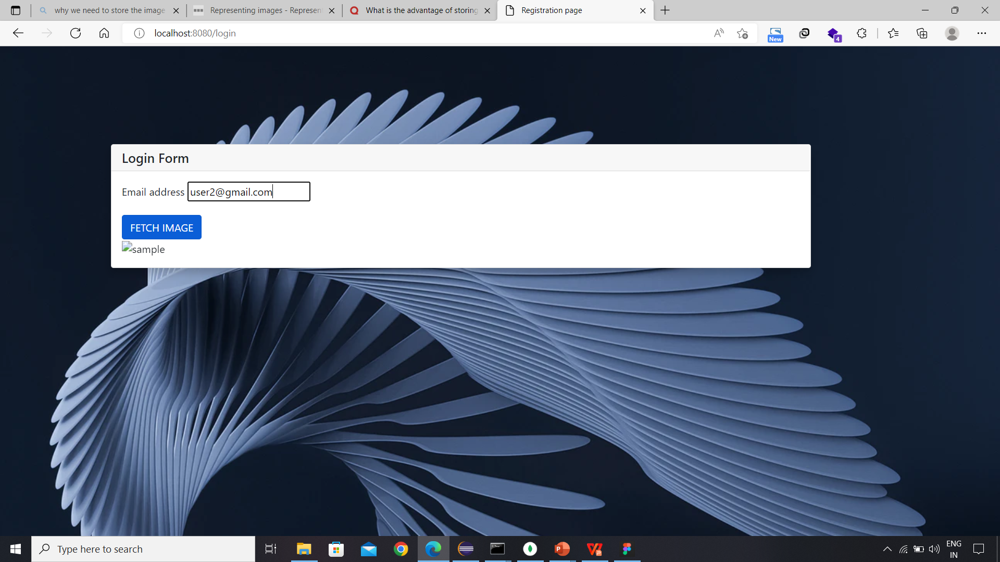 why we need to store the image
Representing images - Represen
What is the advantage of storing
Registration page
localhost:8080/login
New
4
Login Form
Email address user2@gmail.com
FETCH IMAGE
sample
Type here to search
ENG
IN